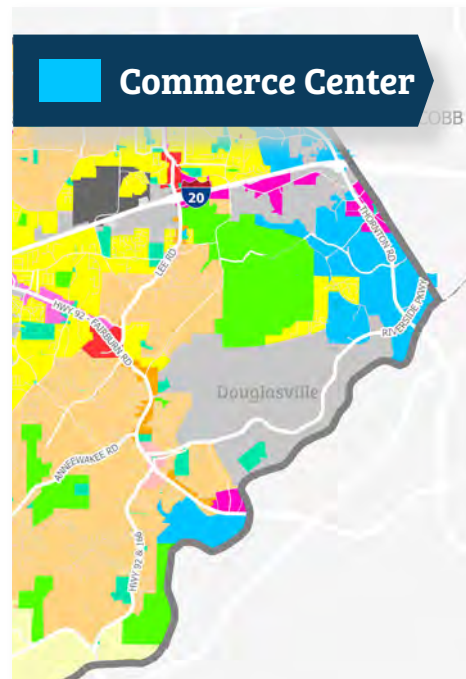 Commerce Center
COBB
20
THORNTON RD
LEE RD
RIVERSIDE PKWY
HWY 92 - FAIRBURN RD
Douglasville
ANNEEWAKEE RD
HWY 92 & 166